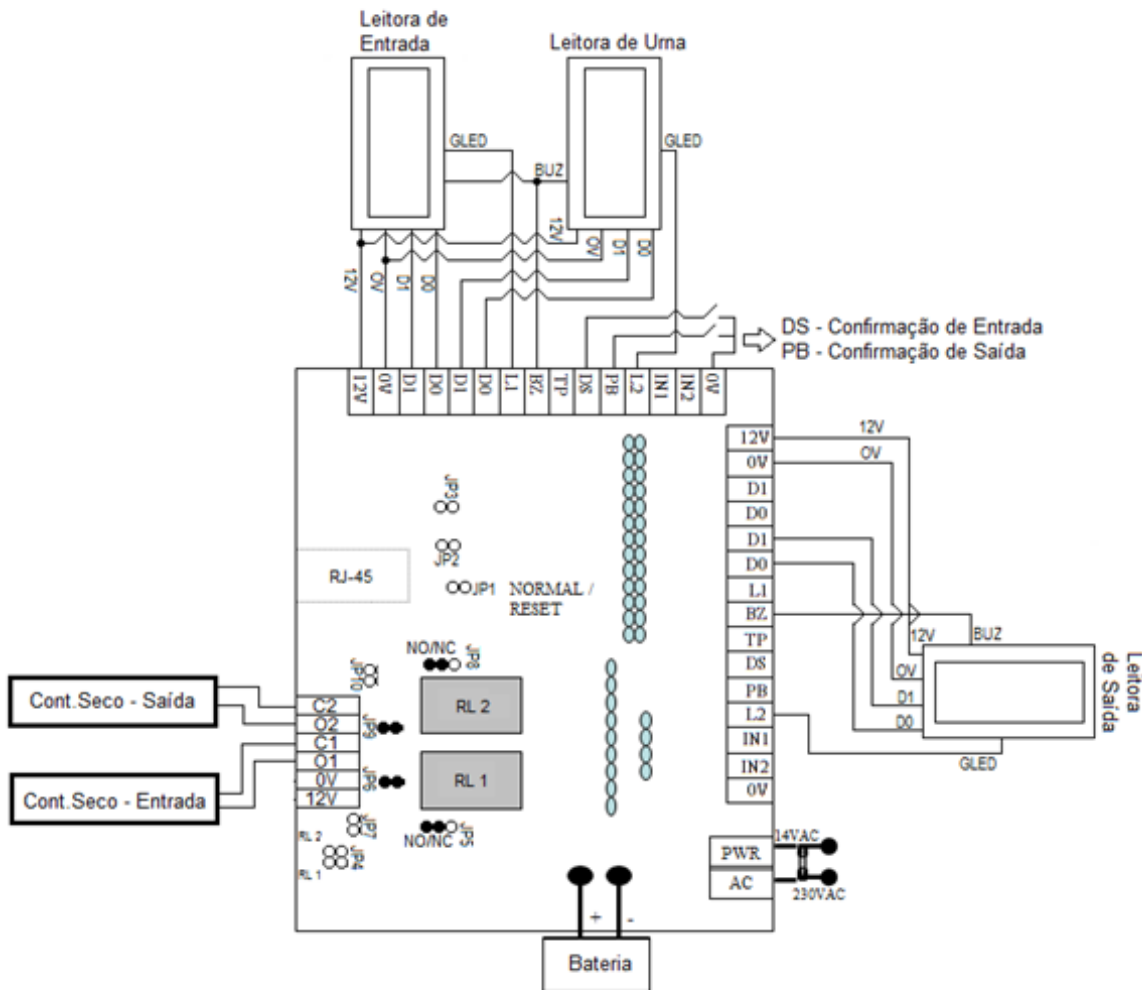 Leitora de
Entrada
Leitora de Urna
GLED
GLED
BUZ
12V
OV
D1
D0
12V
OV
D1
D0
DS - Confirmação de Entrada
PB - Confirmação de Saída
12V
0V
D1
D0
D1
D0
L1
BZ
TP
DS
PB
L2
IN1
IN2
0V
12V
0V
D1
D0
D1
D0
L1
BZ
TP
DS
PB
L2
IN1
IN2
0V
12V
OV
JP3
JP2
JP1
NORMAL /
RESET
RJ-45
NO/NC
JP8
JP10
RL 2
C2
O2
C1
O1
0V
12V
JP9
JP6
Cont.Seco - Saída
Cont.Seco - Entrada
RL 1
NO/NC
JP5
JP7
RL 2
JP4
RL 1
BUZ
12V
OV
D1
D0
GLED
Leitora
de Saída
PWR
AC
14VAC
230VAC
+
-
Bateria